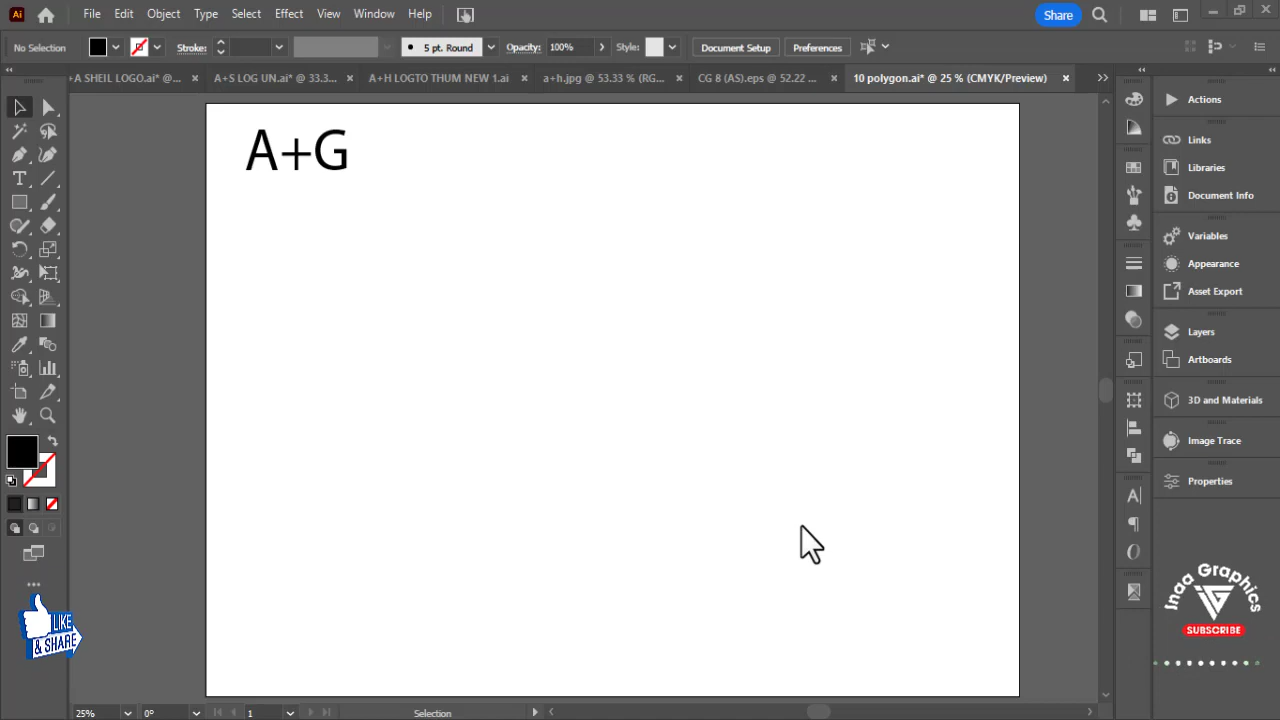 Ai File Edit Object Type Select Effect View Window Help Share
No Selection Stroke: 5 pt. Round Opacity: 100% Style: Document Setup Preferences
+A SHEIL LOGO.ai* @... × A+S LOG UN.ai* @ 33.3... × A+H LOGTO THUM NEW 1.ai × a+h.jpg @ 53.33 % (RG... × CG 8 (AS).eps @ 52.22 ... × 10 polygon.ai* @ 25 % (CMYK/Preview) ×
A+G
Actions
Links
Libraries
Document Info
Variables
Appearance
Asset Export
Layers
Artboards
3D and Materials
Image Trace
Properties
Jnaa Graphics
SUBSCRIBE
LIKE
& SHARE
25% 0° 1 Selection